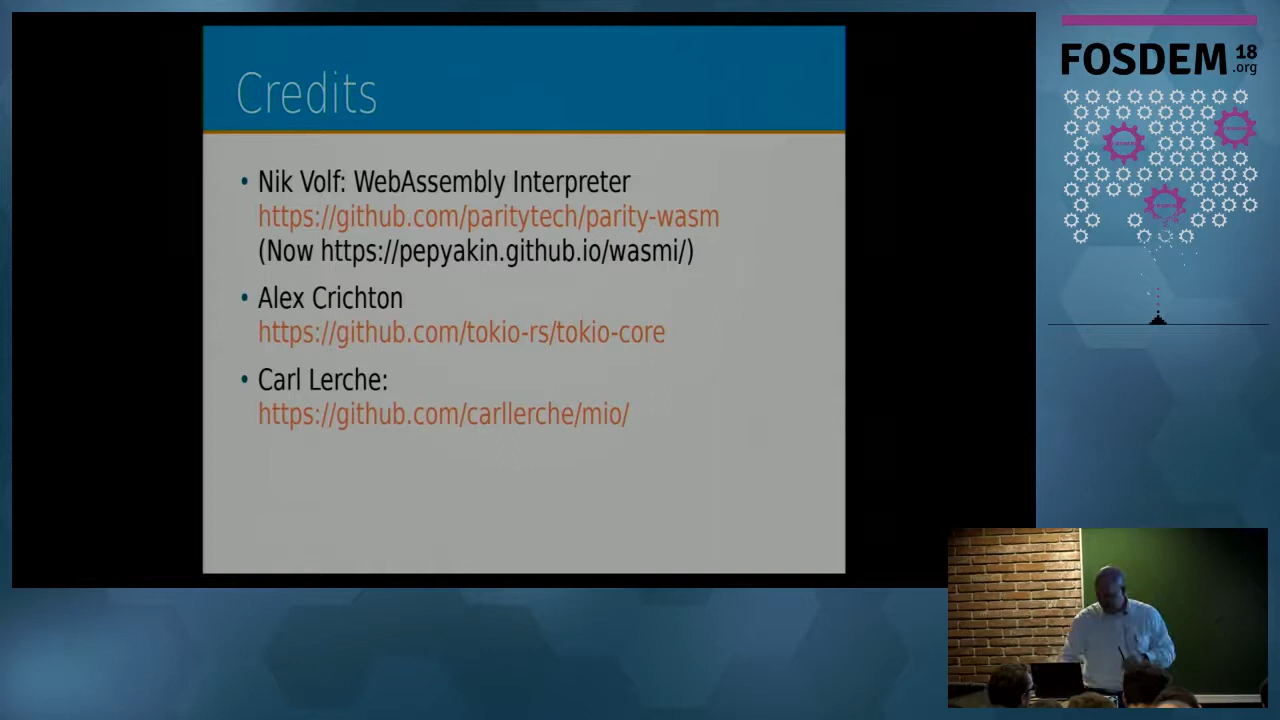 Credits
• Nik Volf: WebAssembly Interpreter
https://github.com/paritytech/parity-wasm
(Now https://pepyakin.github.io/wasmi/)
• Alex Crichton
https://github.com/tokio-rs/tokio-core
• Carl Lerche:
https://github.com/carllerche/mio/
FOSDEM 18
.org